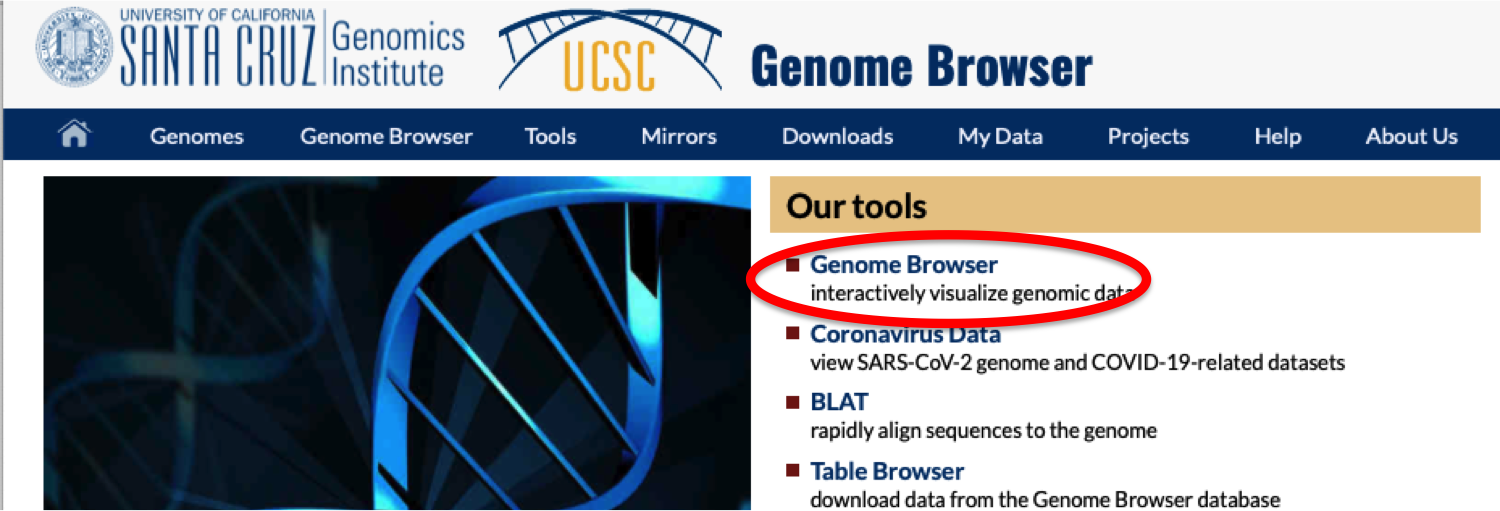 UNIVERSITY OF CALIFORNIA
SANTA CRUZ
Genomics
Institute
UCSC
Genome Browser
Genomes Genome Browser Tools Mirrors Downloads My Data Projects Help About Us
Our tools
Genome Browser
interactively visualize genomic data
Coronavirus Data
view SARS-CoV-2 genome and COVID-19-related datasets
BLAT
rapidly align sequences to the genome
Table Browser
download data from the Genome Browser database